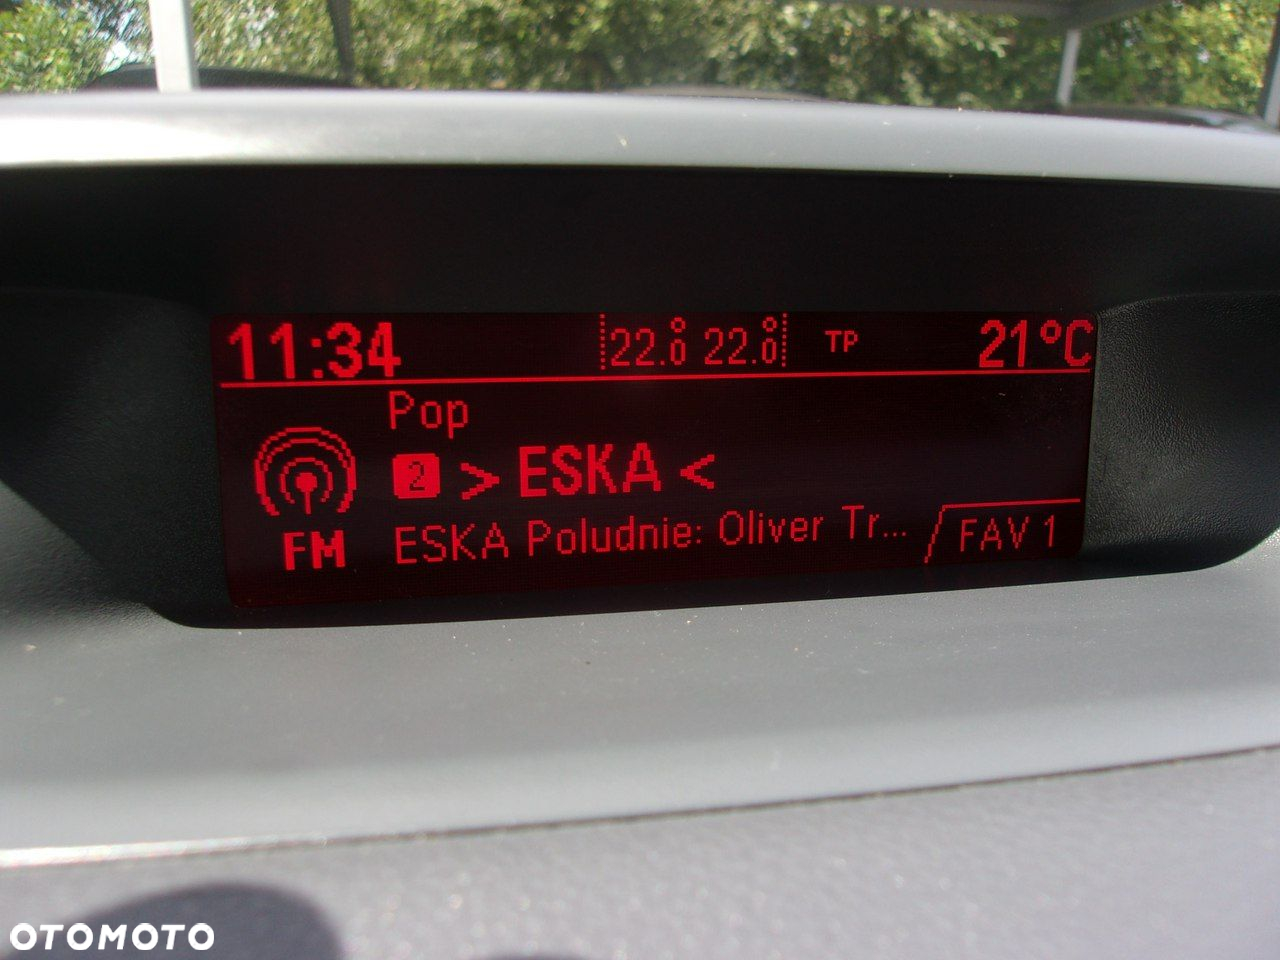 11:34 22.0° 22.0° TP 21°C
Pop
2 > ESKA <
FM ESKA Poludnie: Oliver Tr... FAV 1
OTOMOTO